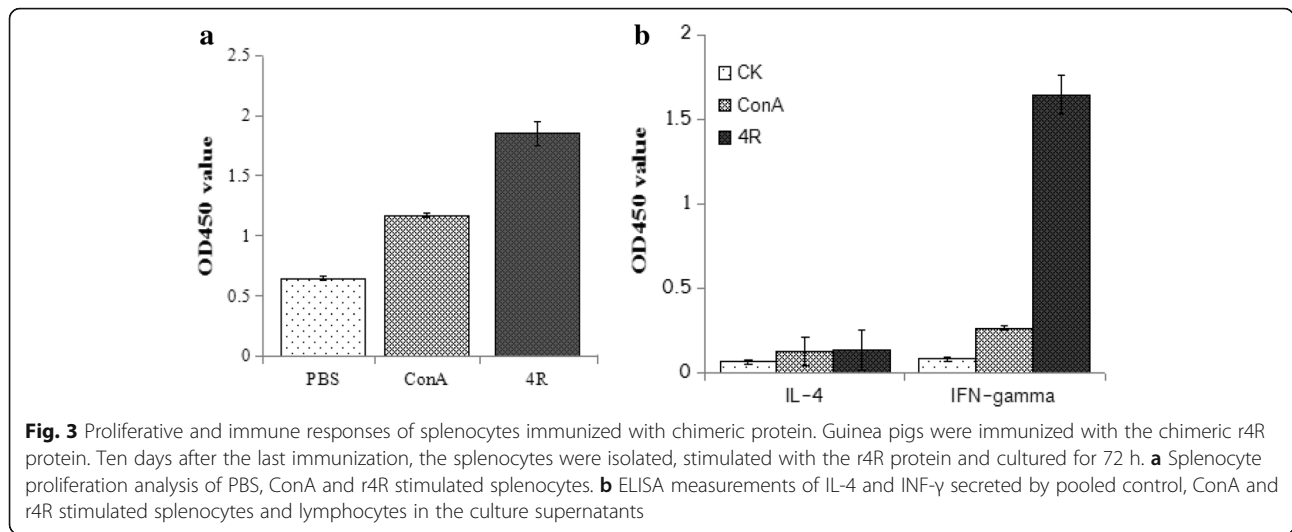 a
2.5
2
1.5
1
0.5
0
OD450 value
PBS ConA 4R
b
2
1.5
1
0.5
0
OD450 value
CK
ConA
4R
IL-4 IFN-gamma
Fig. 3 Proliferative and immune responses of splenocytes immunized with chimeric protein. Guinea pigs were immunized with the chimeric r4R
protein. Ten days after the last immunization, the splenocytes were isolated, stimulated with the r4R protein and cultured for 72 h. a Splenocyte
proliferation analysis of PBS, ConA and r4R stimulated splenocytes. b ELISA measurements of IL-4 and INF-γ secreted by pooled control, ConA and
r4R stimulated splenocytes and lymphocytes in the culture supernatants